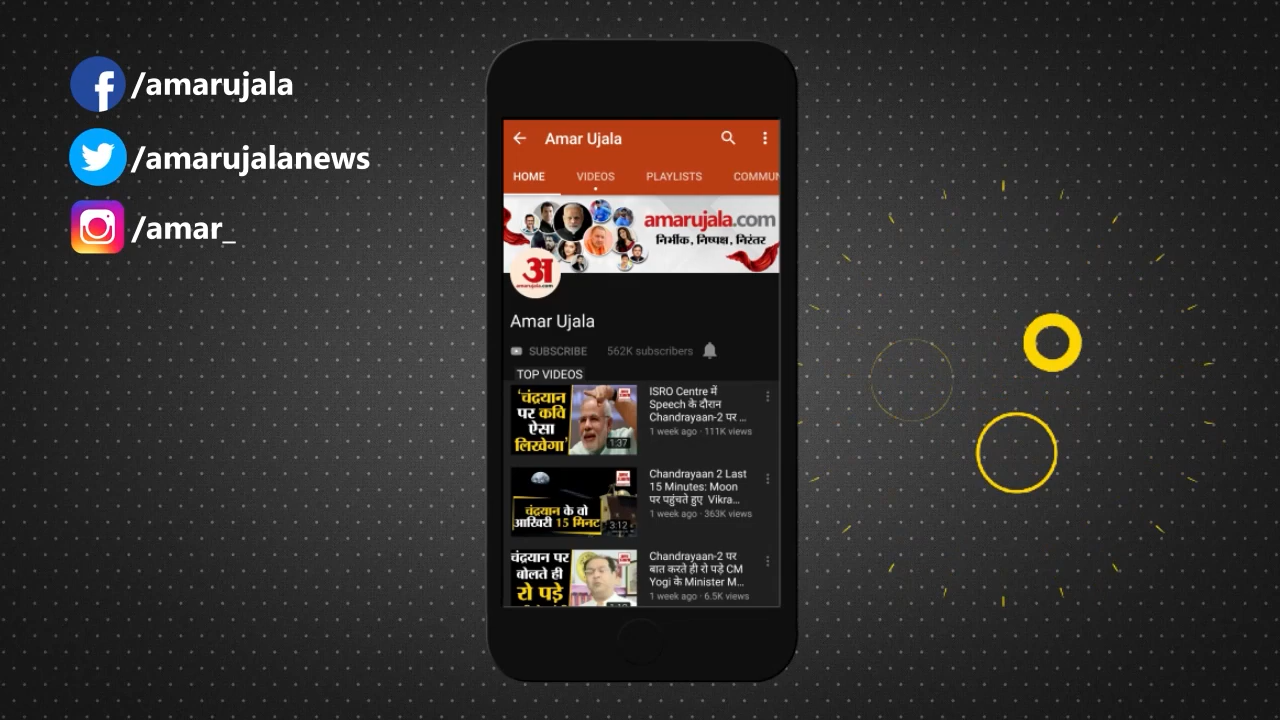 /amarujala
/amarujalanews
/amar_
Amar Ujala
HOME VIDEOS PLAYLISTS COMMUN
amarujala.com
निर्भीक, निष्पक्ष, निरंतर
अ
amarujala.com
Amar Ujala
SUBSCRIBE 562K subscribers
TOP VIDEOS
'चंद्रयान
पर कवि
ऐसा
लिखेगा'
1:37
ISRO Centre में
Speech के दौरान
Chandrayaan-2 पर ...
1 week ago · 111K views
चंद्रयान के वो
आखिरी 15 मिनट
3:12
Chandrayaan 2 Last
15 Minutes: Moon
पर पहुंचते हुए Vikra...
1 week ago · 363K views
चंद्रयान पर
बोलते ही
रो पड़े
Chandrayaan-2 पर
बात करते ही रो पड़े CM
Yogi के Minister M...
1 week ago · 6.5K views